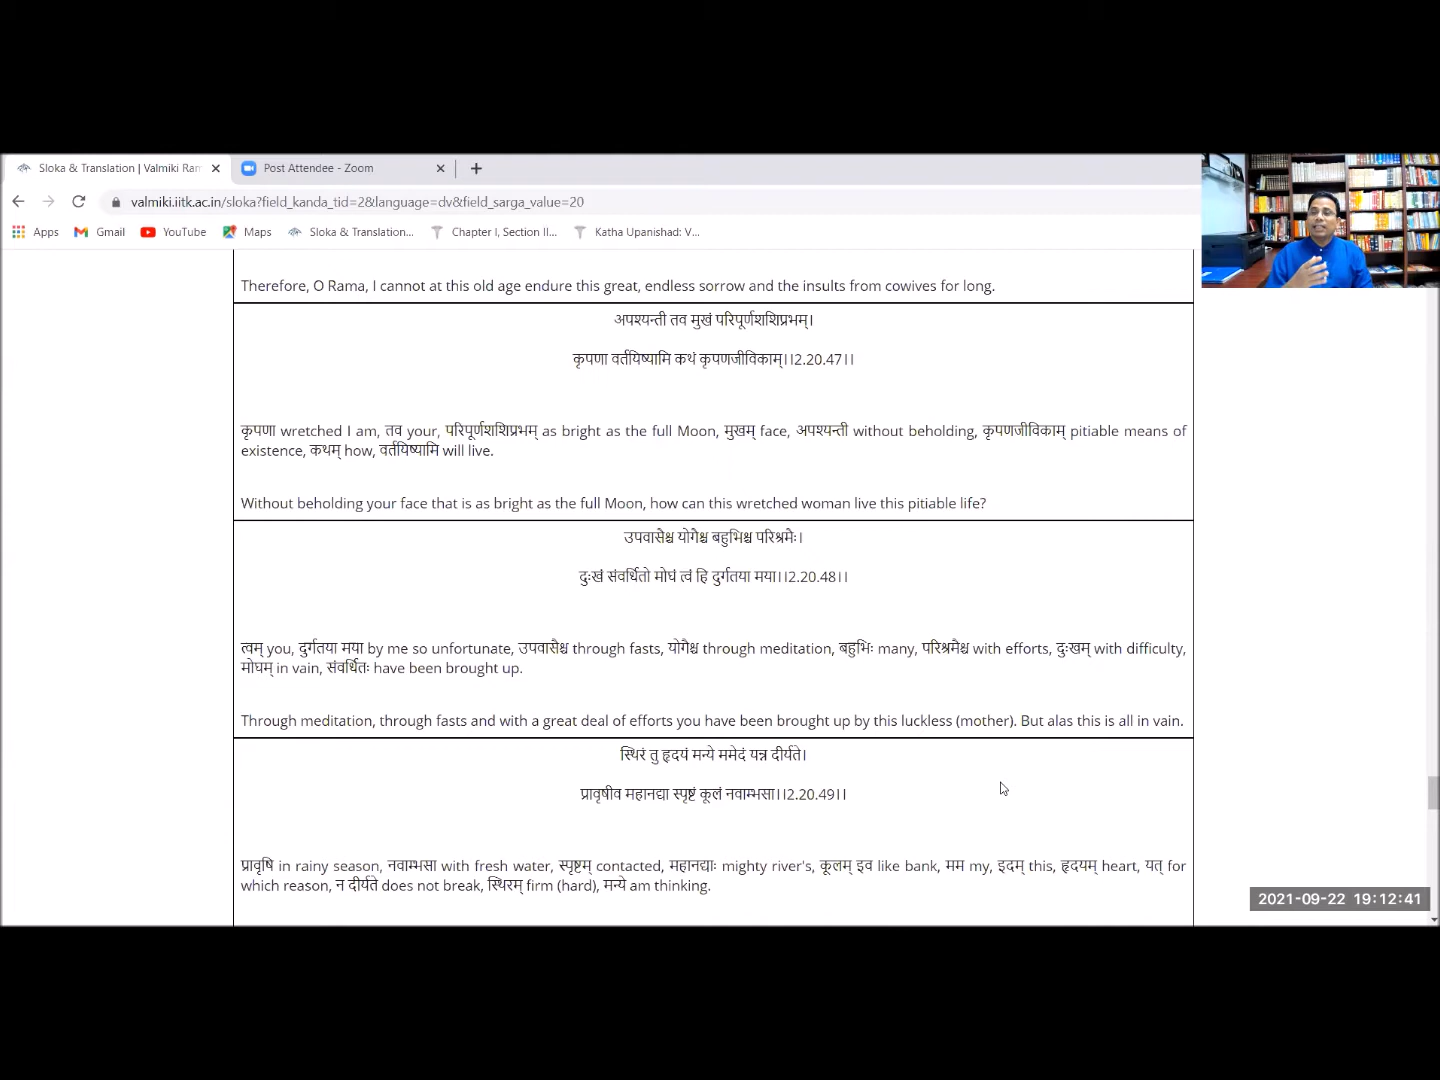 Sloka & Translation | Valmiki Ram
Post Attendee - Zoom
valmiki.iitk.ac.in/sloka?field_kanda_tid=2&language=dv&field_sarga_value=20
Apps Gmail YouTube Maps Sloka & Translation... Chapter I, Section II... Katha Upanishad: V...
Therefore, O Rama, I cannot at this old age endure this great, endless sorrow and the insults from cowives for long.
अपश्यन्ती तव मुखं परिपूर्णशशिप्रभम्।
कृपणा वर्तयिष्यामि कथं कृपणजीविकाम्।।2.20.47।।
कृपणा wretched I am, तव your, परिपूर्णशशिप्रभम् as bright as the full Moon, मुखम् face, अपश्यन्ती without beholding, कृपणजीविकाम् pitiable means of
existence, कथम् how, वर्तयिष्यामि will live.
Without beholding your face that is as bright as the full Moon, how can this wretched woman live this pitiable life?
उपवासैश्च योगैश्च बहुभिश्च परिश्रमैः।
दुःखं संवर्धितो मोघं त्वं हि दुर्गतया मया।।2.20.48।।
त्वम् you, दुर्गतया मया by me so unfortunate, उपवासैश्च through fasts, योगैश्च through meditation, बहुभिः many, परिश्रमैश्च with efforts, दुःखम् with difficulty,
मोघम् in vain, संवर्धितः have been brought up.
Through meditation, through fasts and with a great deal of efforts you have been brought up by this luckless (mother). But alas this is all in vain.
स्थिरं तु हृदयं मन्ये ममेदं यन्न दीर्यते।
प्रावृषीव महानद्या स्पृष्टं कूलं नवाम्भसा।।2.20.49।।
प्रावृषि in rainy season, नवाम्भसा with fresh water, स्पृष्टम् contacted, महानद्याः mighty river's, कूलम् इव like bank, मम my, इदम् this, हृदयम् heart, यत् for
which reason, न दीर्यते does not break, स्थिरम् firm (hard), मन्ये am thinking.
2021-09-22 19:12:41